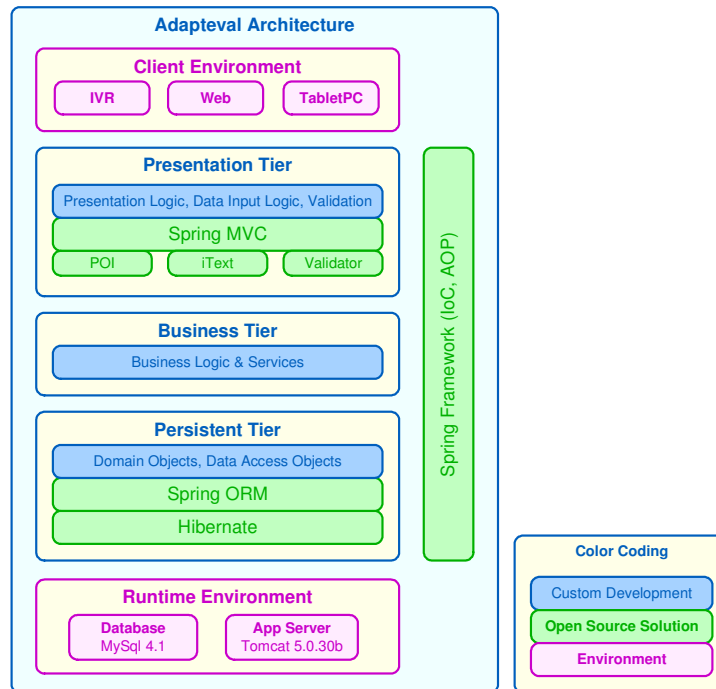 Adapteval Architecture
Client Environment
IVR
Web
TabletPC
Presentation Tier
Presentation Logic, Data Input Logic, Validation
Spring MVC
POI
iText
Validator
Business Tier
Business Logic & Services
Persistent Tier
Domain Objects, Data Access Objects
Spring ORM
Hibernate
Spring Framework (IoC, AOP)
Runtime Environment
Database
MySql 4.1
App Server
Tomcat 5.0.30b
Color Coding
Custom Development
Open Source Solution
Environment